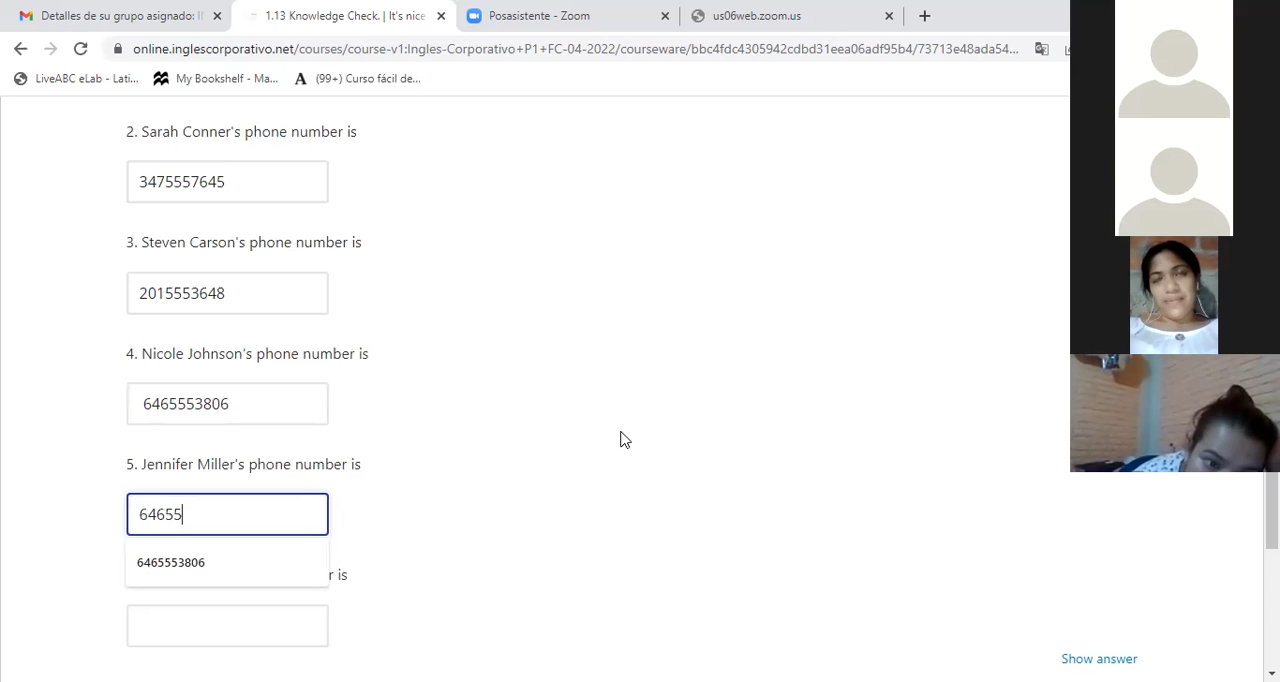 Detalles de su grupo asignado: I
1.13 Knowledge Check. | It's nice
Posasistente - Zoom
us06web.zoom.us
online.inglescorporativo.net/courses/course-v1:Ingles-Corporativo+P1+FC-04-2022/courseware/bbc4fdc4305942cdbd31eea06adf95b4/73713e48ada54...
LiveABC eLab - Lati...
My Bookshelf - Ma...
(99+) Curso fácil de...
2. Sarah Conner's phone number is
3475557645
3. Steven Carson's phone number is
2015553648
4. Nicole Johnson's phone number is
6465553806
5. Jennifer Miller's phone number is
64655
6465553806
r is
Show answer